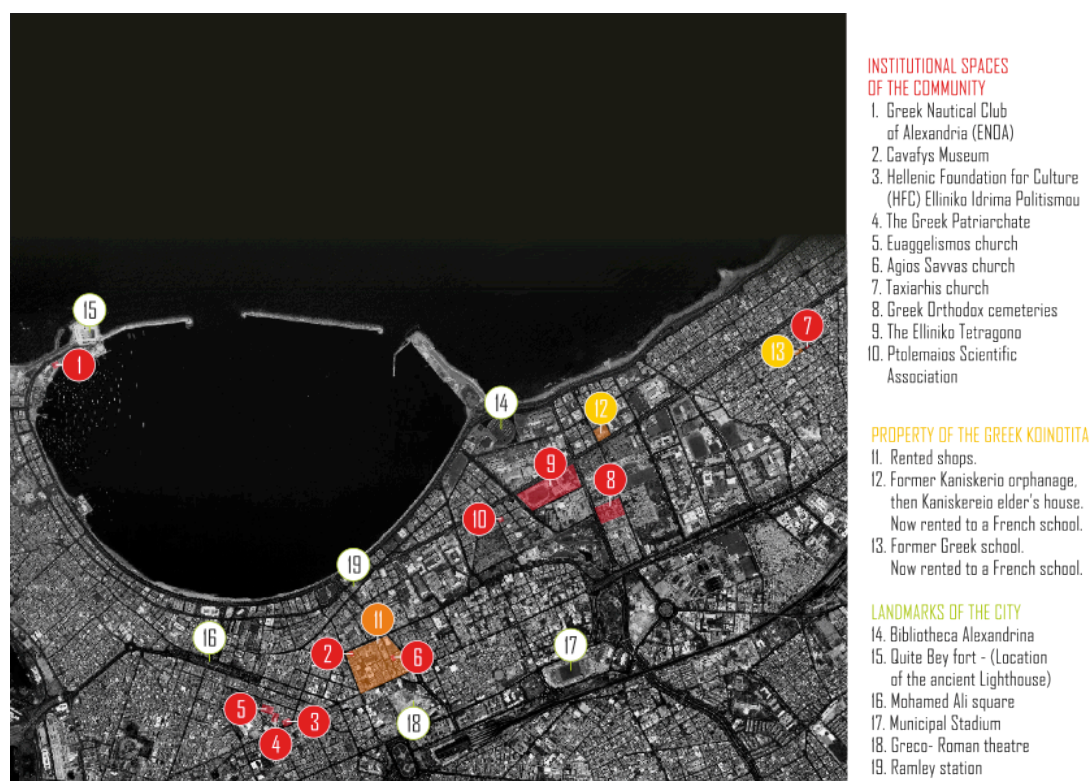 15
1
14
12
7
13
9
8
10
19
11
16
2
6
17
5
3
4
18
INSTITUTIONAL SPACES
OF THE COMMUNITY
1. Greek Nautical Club
of Alexandria (ENOA)
2. Cavafys Museum
3. Hellenic Foundation for Culture
(HFC) Elliniko Idrima Politismou
4. The Greek Patriarchate
5. Euaggelismos church
6. Agios Savvas church
7. Taxiarhis church
8. Greek Orthodox cemeteries
9. The Elliniko Tetragono
10. Ptolemaios Scientific
Association
PROPERTY OF THE GREEK KOINOTITA
11. Rented shops.
12. Former Kaniskerio orphanage,
then Kaniskereio elder's house.
Now rented to a French school.
13. Former Greek school.
Now rented to a French school.
LANDMARKS OF THE CITY
14. Bibliotheca Alexandrina
15. Quite Bey fort - (Location
of the ancient Lighthouse)
16. Mohamed Ali square
17. Municipal Stadium
18. Greco- Roman theatre
19. Ramley station